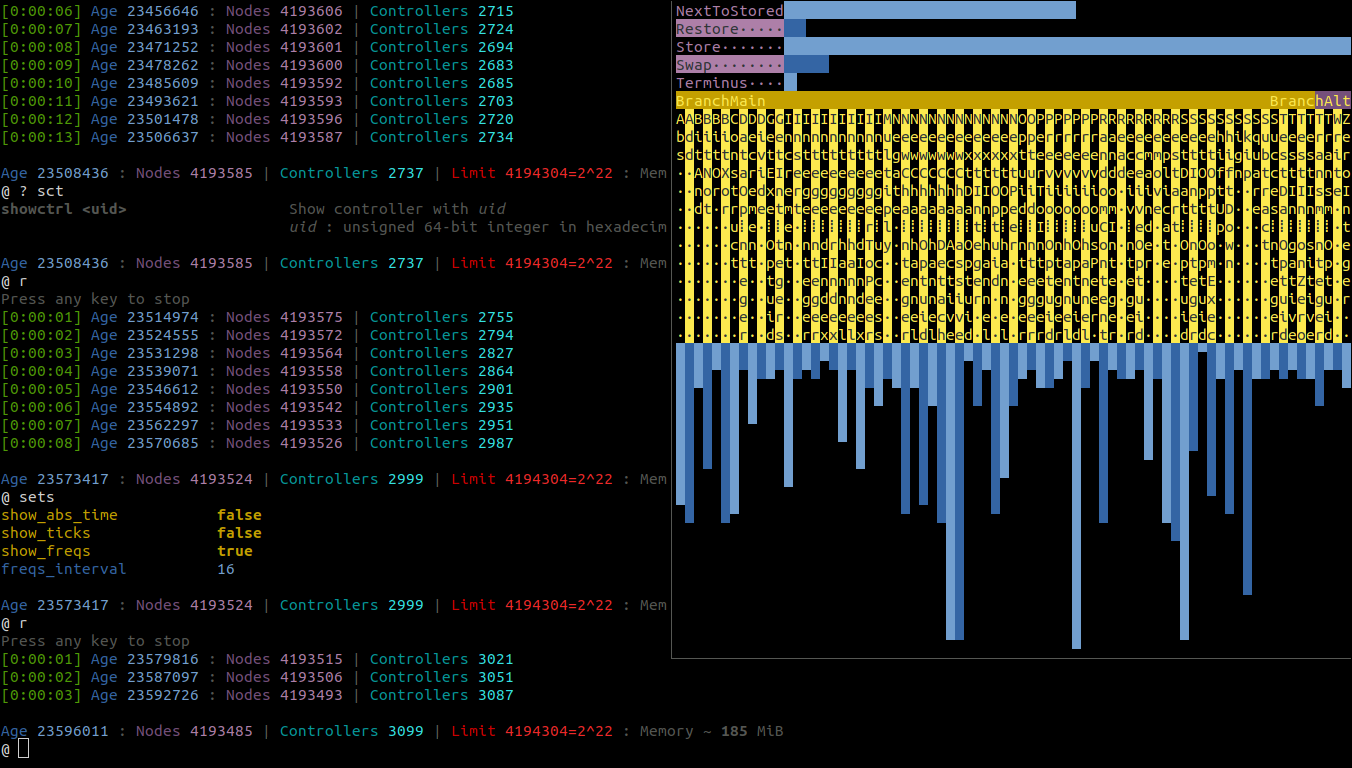 [0:00:06] Age 23456646 : Nodes 4193606 | Controllers 2715
[0:00:07] Age 23463193 : Nodes 4193602 | Controllers 2724
[0:00:08] Age 23471252 : Nodes 4193601 | Controllers 2694
[0:00:09] Age 23478262 : Nodes 4193600 | Controllers 2683
[0:00:10] Age 23485609 : Nodes 4193592 | Controllers 2685
[0:00:11] Age 23493621 : Nodes 4193593 | Controllers 2703
[0:00:12] Age 23501478 : Nodes 4193596 | Controllers 2720
[0:00:13] Age 23506637 : Nodes 4193587 | Controllers 2734
Age 23508436 : Nodes 4193585 | Controllers 2737 | Limit 4194304=2^22 : Mem
@ ? sct
showctrl <uid> Show controller with uid
uid : unsigned 64-bit integer in hexadecim
Age 23508436 : Nodes 4193585 | Controllers 2737 | Limit 4194304=2^22 : Mem
@ r
Press any key to stop
[0:00:01] Age 23514974 : Nodes 4193575 | Controllers 2755
[0:00:02] Age 23524555 : Nodes 4193572 | Controllers 2794
[0:00:03] Age 23531298 : Nodes 4193564 | Controllers 2827
[0:00:04] Age 23539071 : Nodes 4193558 | Controllers 2864
[0:00:05] Age 23546612 : Nodes 4193550 | Controllers 2901
[0:00:06] Age 23554892 : Nodes 4193542 | Controllers 2935
[0:00:07] Age 23562297 : Nodes 4193533 | Controllers 2951
[0:00:08] Age 23570685 : Nodes 4193526 | Controllers 2987
Age 23573417 : Nodes 4193524 | Controllers 2999 | Limit 4194304=2^22 : Mem
@ sets
show_abs_time false
show_ticks false
show_freqs true
freqs_interval 16
Age 23573417 : Nodes 4193524 | Controllers 2999 | Limit 4194304=2^22 : Mem
@ r
Press any key to stop
[0:00:01] Age 23579816 : Nodes 4193515 | Controllers 3021
[0:00:02] Age 23587097 : Nodes 4193506 | Controllers 3051
[0:00:03] Age 23592726 : Nodes 4193493 | Controllers 3087
Age 23596011 : Nodes 4193485 | Controllers 3099 | Limit 4194304=2^22 : Memory ~ 185 MiB
@
NextToStored
Restore·····
Store·······
Swap········
Terminus····
BranchMain BranchAlt